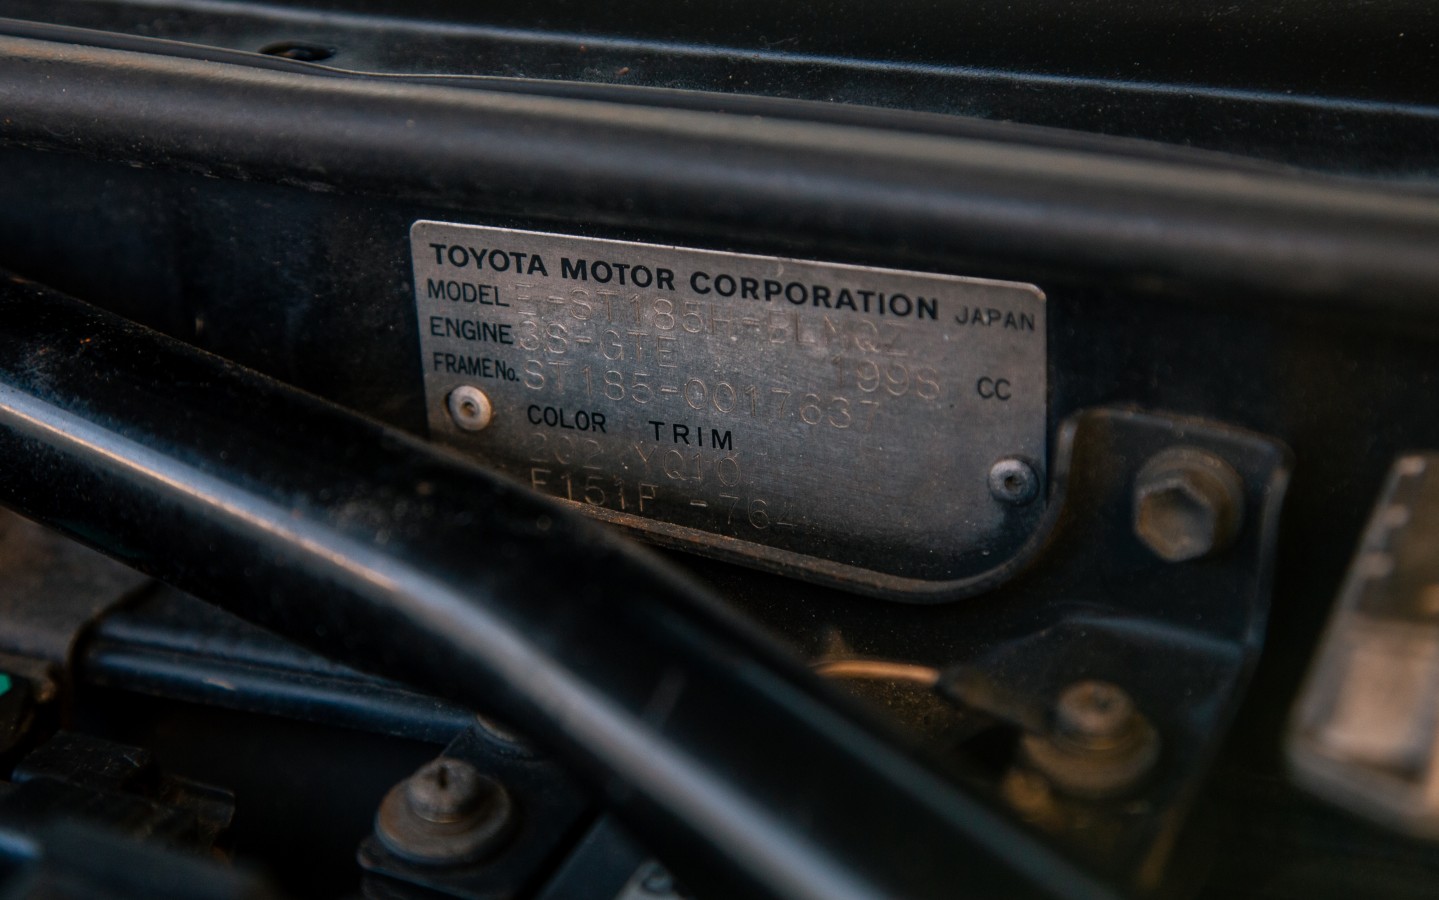 TOYOTA MOTOR CORPORATION JAPAN
MODEL E-ST185H-BLMQZ
ENGINE 3S-GTE 1998 CC
FRAME No. ST185-0017637
COLOR TRIM
202 YQ10
E151F -764